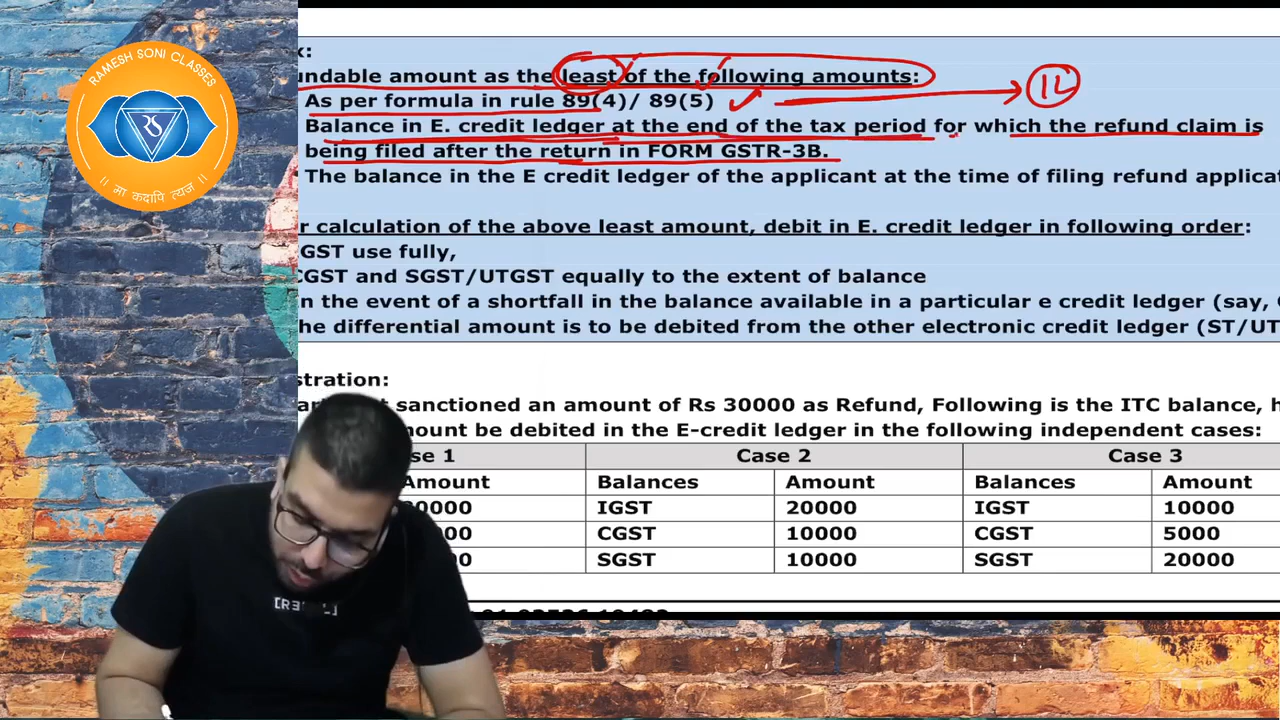 RAMESH SONI CLASSES
RS
।। मा कदापि त्यज ।।
x:
undable amount as the least of the following amounts:
As per formula in rule 89(4)/ 89(5)
12
Balance in E. credit ledger at the end of the tax period for which the refund claim is
being filed after the return in FORM GSTR-3B.
The balance in the E credit ledger of the applicant at the time of filing refund applicat
r calculation of the above least amount, debit in E. credit ledger in following order:
GST use fully,
CGST and SGST/UTGST equally to the extent of balance
n the event of a shortfall in the balance available in a particular e credit ledger (say,
he differential amount is to be debited from the other electronic credit ledger (ST/UT
stration:
sanctioned an amount of Rs 30000 as Refund, Following is the ITC balance, h
mount be debited in the E-credit ledger in the following independent cases:
se 1 Case 2 Case 3
Amount Balances Amount Balances Amount
0000 IGST 20000 IGST 10000
CGST 10000 CGST 5000
SGST 10000 SGST 20000